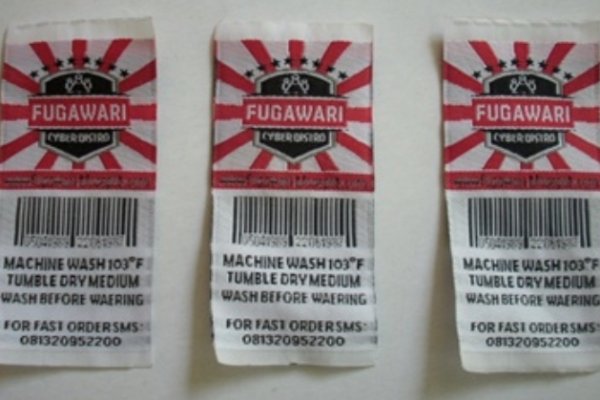 FUGAWARI
CYBER DISTRO
MACHINE WASH 103°F
TUMBLE DRY MEDIUM
WASH BEFORE WAERING
FOR FAST ORDER SMS:
081320952200
FUGAWARI
CYBER DISTRO
MACHINE WASH 103°F
TUMBLE DRY MEDIUM
WASH BEFORE WAERING
FOR FAST ORDER SMS:
081320952200
FUGAWARI
CYBER DISTRO
MACHINE WASH 103°F
TUMBLE DRY MEDIUM
WASH BEFORE WAERING
FOR FAST ORDER SMS:
081320952200